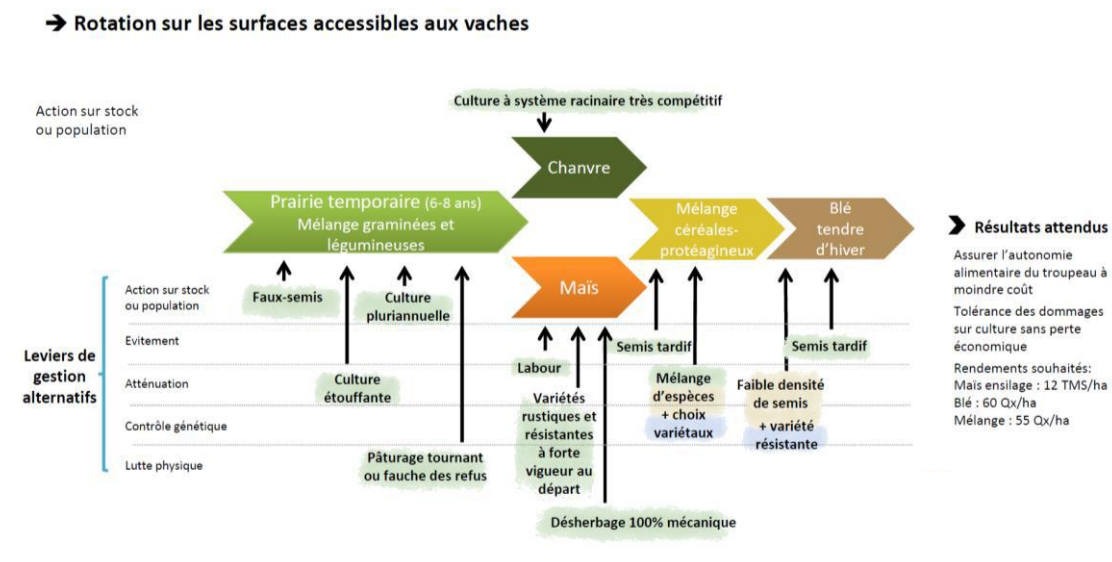 ➔ Rotation sur les surfaces accessibles aux vaches
Action sur stock
ou population
Culture à système racinaire très compétitif
Chanvre
Prairie temporaire (6-8 ans)
Mélange graminées et
légumineuses
Maïs
Mélange
céréales-
protéagineux
Blé
tendre
d'hiver
Leviers de
gestion
alternatifs
Action sur stock
ou population
Faux-semis
Culture
pluriannuelle
Evitement
Labour
Semis tardif
Semis tardif
Atténuation
Culture
étouffante
Mélange
d'espèces
+ choix
variétaux
Faible densité
de semis
+ variété
résistante
Contrôle génétique
Variétés
rustiques et
résistantes
à forte
vigueur au
départ
Lutte physique
Pâturage tournant
ou fauche des refus
Désherbage 100% mécanique
Résultats attendus
Assurer l'autonomie
alimentaire du troupeau à
moindre coût
Tolérance des dommages
sur culture sans perte
économique
Rendements souhaités:
Maïs ensilage : 12 TMS/ha
Blé : 60 Qx/ha
Mélange : 55 Qx/ha